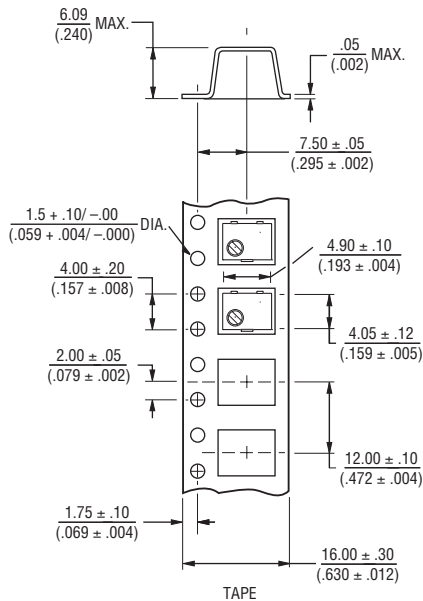 6.09
(.240)
MAX.
.05
(.002)
MAX.
7.50 ± .05
(.295 ± .002)
1.5 + .10/ –.00
(.059 + .004/ –.000)
DIA.
4.90 ± .10
(.193 ± .004)
4.00 ± .20
(.157 ± .008)
4.05 ± .12
(.159 ± .005)
2.00 ± .05
(.079 ± .002)
12.00 ± .10
(.472 ± .004)
1.75 ± .10
(.069 ± .004)
16.00 ± .30
(.630 ± .012)
TAPE